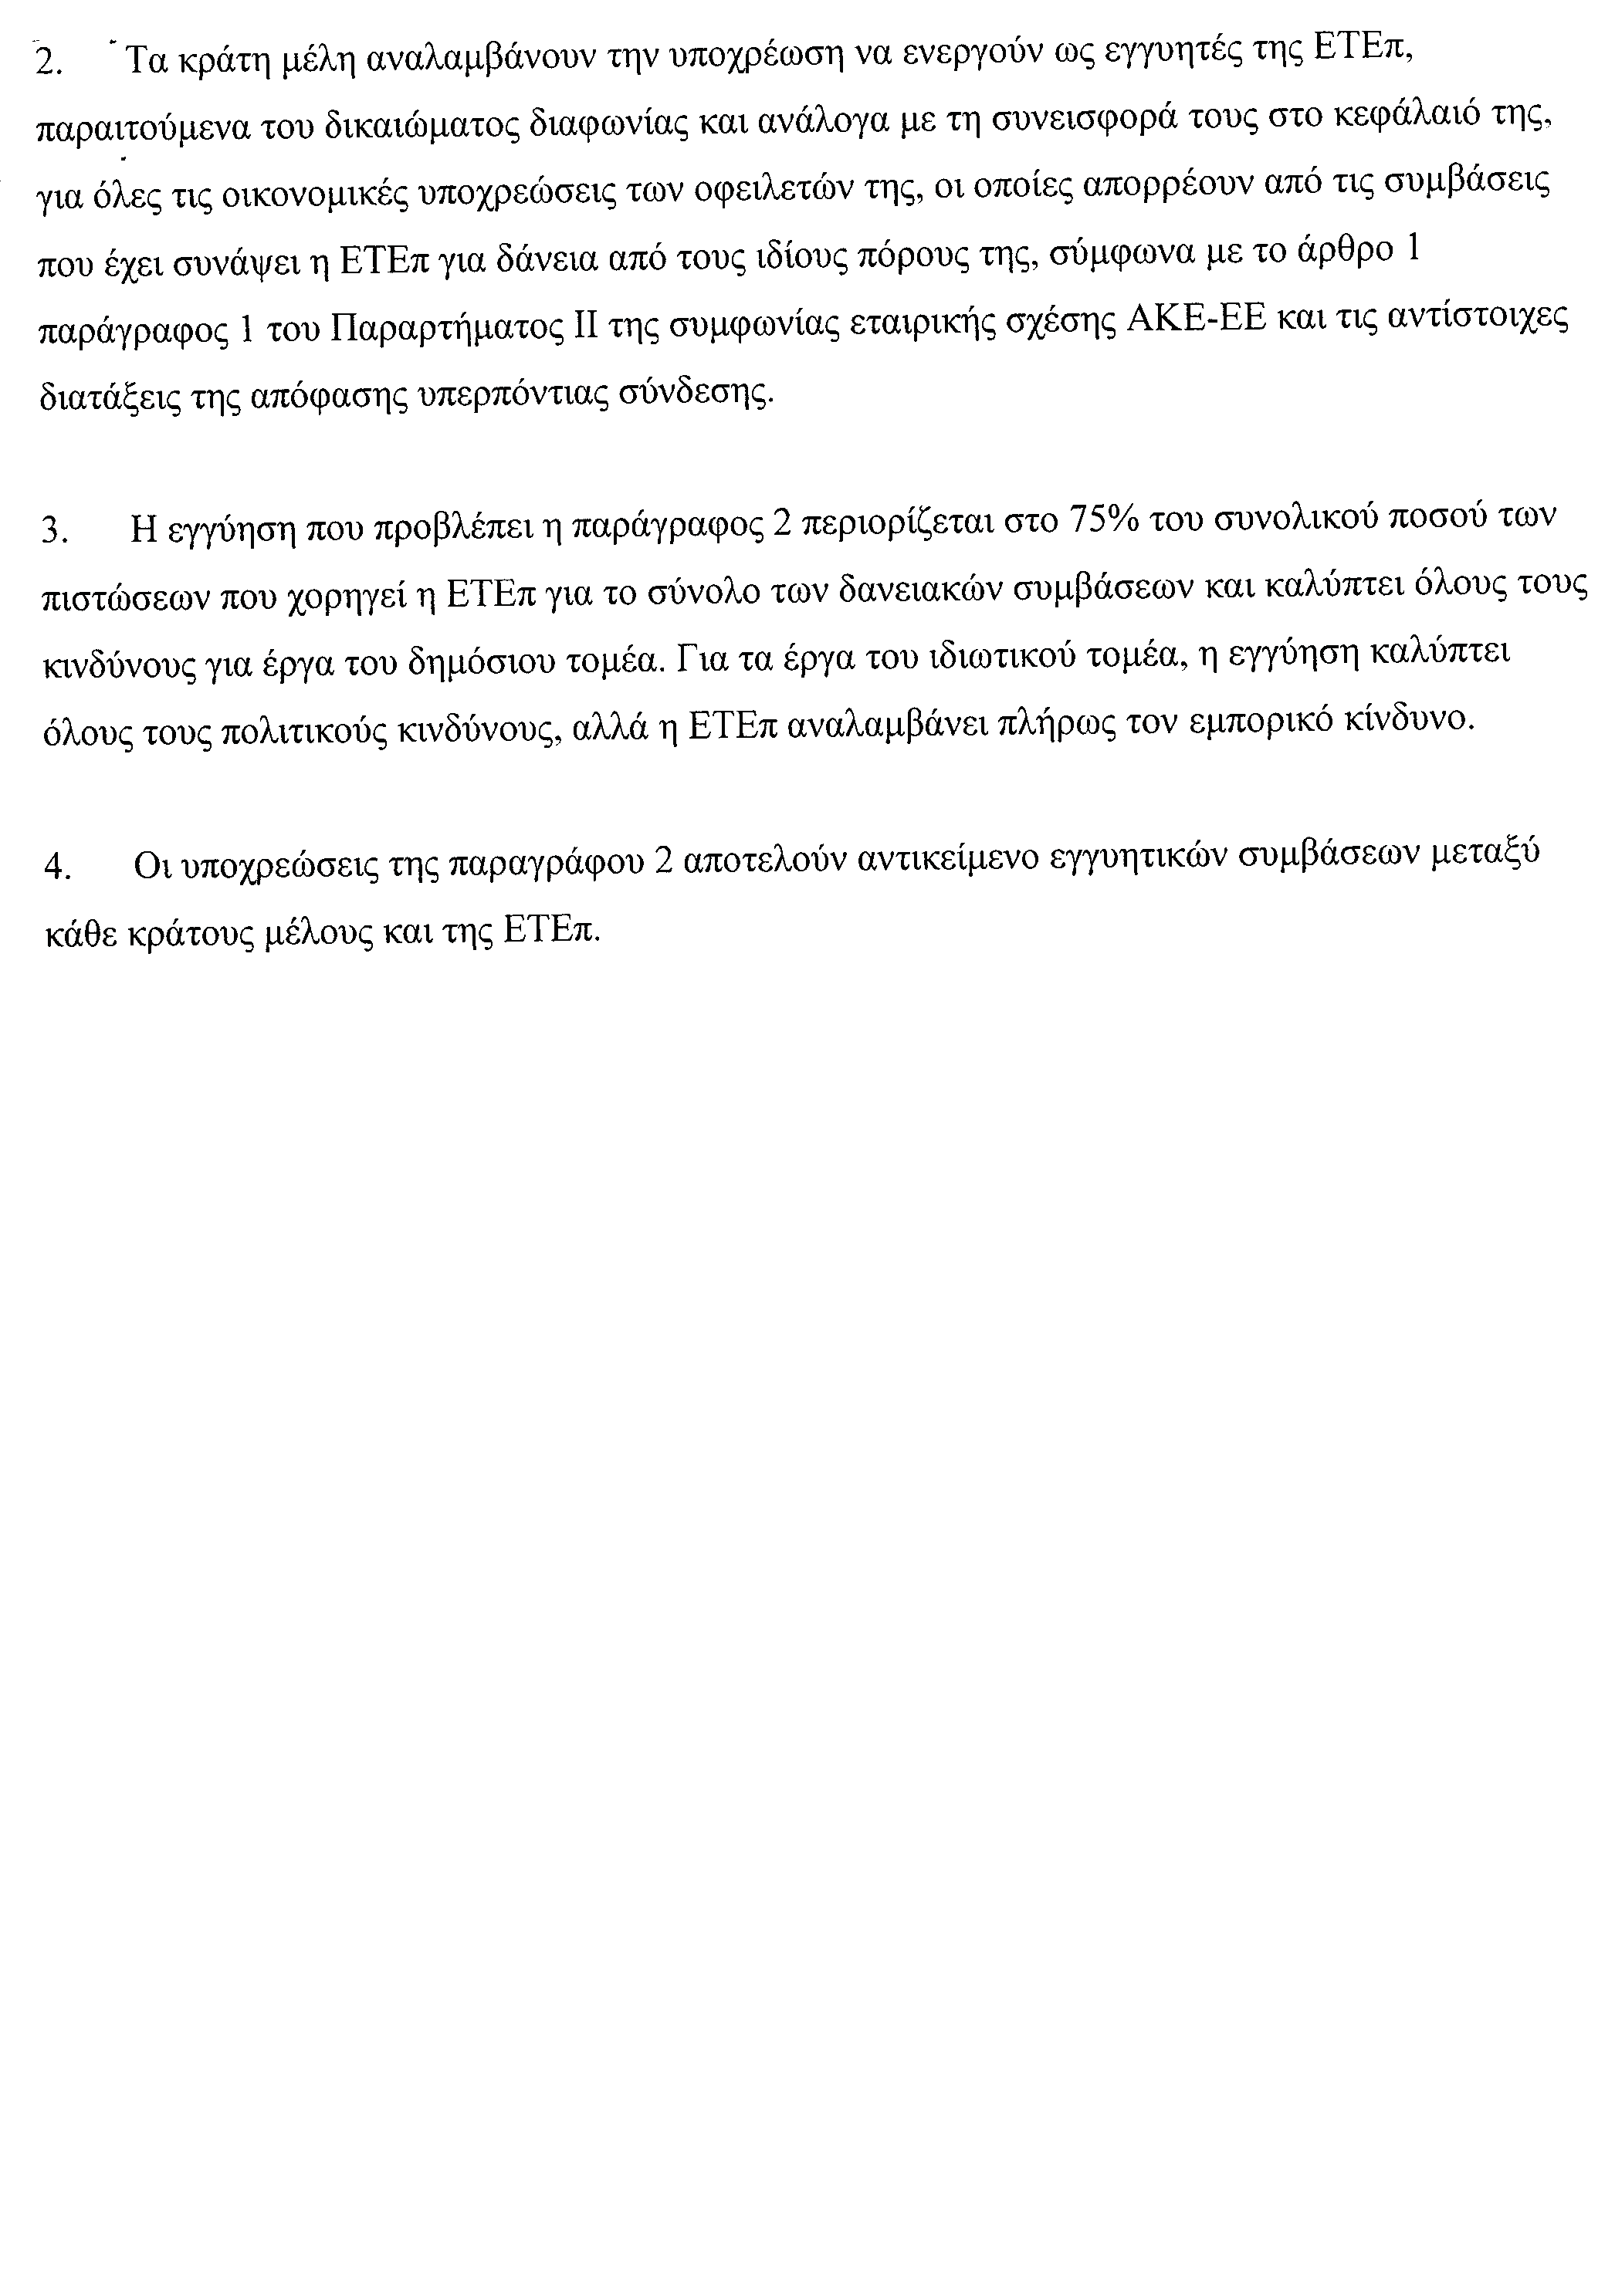 2. Τα κράτη μέλη αναλαμβάνουν την υποχρέωση να ενεργούν ως εγγυητές της ΕΤΕπ,
παραιτούμενα του δικαιώματος διαφωνίας και ανάλογα με τη συνεισφορά τους στο κεφάλαιό της,
για όλες τις οικονομικές υποχρεώσεις των οφειλετών της, οι οποίες απορρέουν από τις συμβάσεις
που έχει συνάψει η ΕΤΕπ για δάνεια από τους ιδίους πόρους της, σύμφωνα με το άρθρο 1
παράγραφος 1 του Παραρτήματος ΙΙ της συμφωνίας εταιρικής σχέσης ΑΚΕ-ΕΕ και τις αντίστοιχες
διατάξεις της απόφασης υπερπόντιας σύνδεσης.
3. Η εγγύηση που προβλέπει η παράγραφος 2 περιορίζεται στο 75% του συνολικού ποσού των
πιστώσεων που χορηγεί η ΕΤΕπ για το σύνολο των δανειακών συμβάσεων και καλύπτει όλους τους
κινδύνους για έργα του δημόσιου τομέα. Για τα έργα του ιδιωτικού τομέα, η εγγύηση καλύπτει
όλους τους πολιτικούς κινδύνους, αλλά η ΕΤΕπ αναλαμβάνει πλήρως τον εμπορικό κίνδυνο.
4. Οι υποχρεώσεις της παραγράφου 2 αποτελούν αντικείμενο εγγυητικών συμβάσεων μεταξύ
κάθε κράτους μέλους και της ΕΤΕπ.